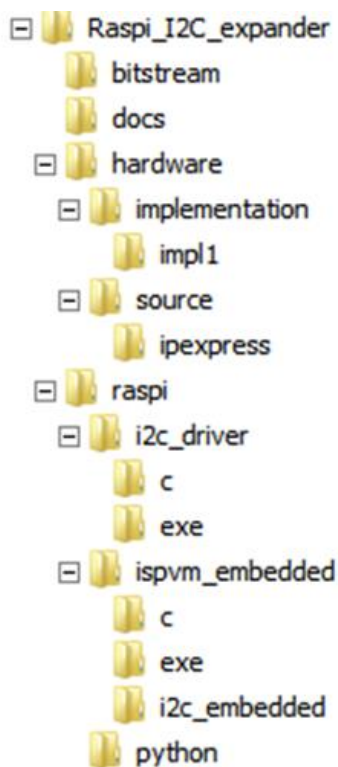 Raspi_I2C_expander
bitstream
docs
hardware
implementation
impl1
source
ipexpress
raspi
i2c_driver
c
exe
ispvm_embedded
c
exe
i2c_embedded
python